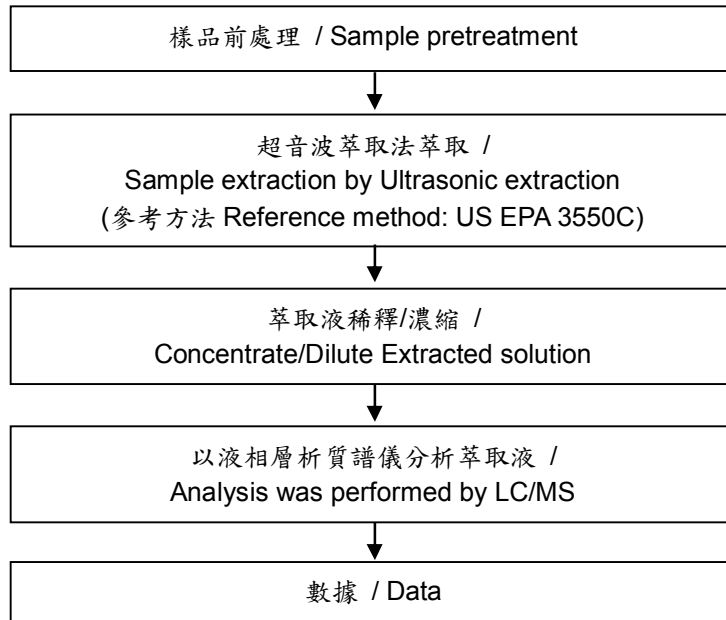 樣品前處理 / Sample pretreatment
超音波萃取法萃取 /
Sample extraction by Ultrasonic extraction
(參考方法 Reference method: US EPA 3550C)
萃取液稀釋/濃縮 /
Concentrate/Dilute Extracted solution
以液相層析質譜儀分析萃取液 /
Analysis was performed by LC/MS
數據 / Data